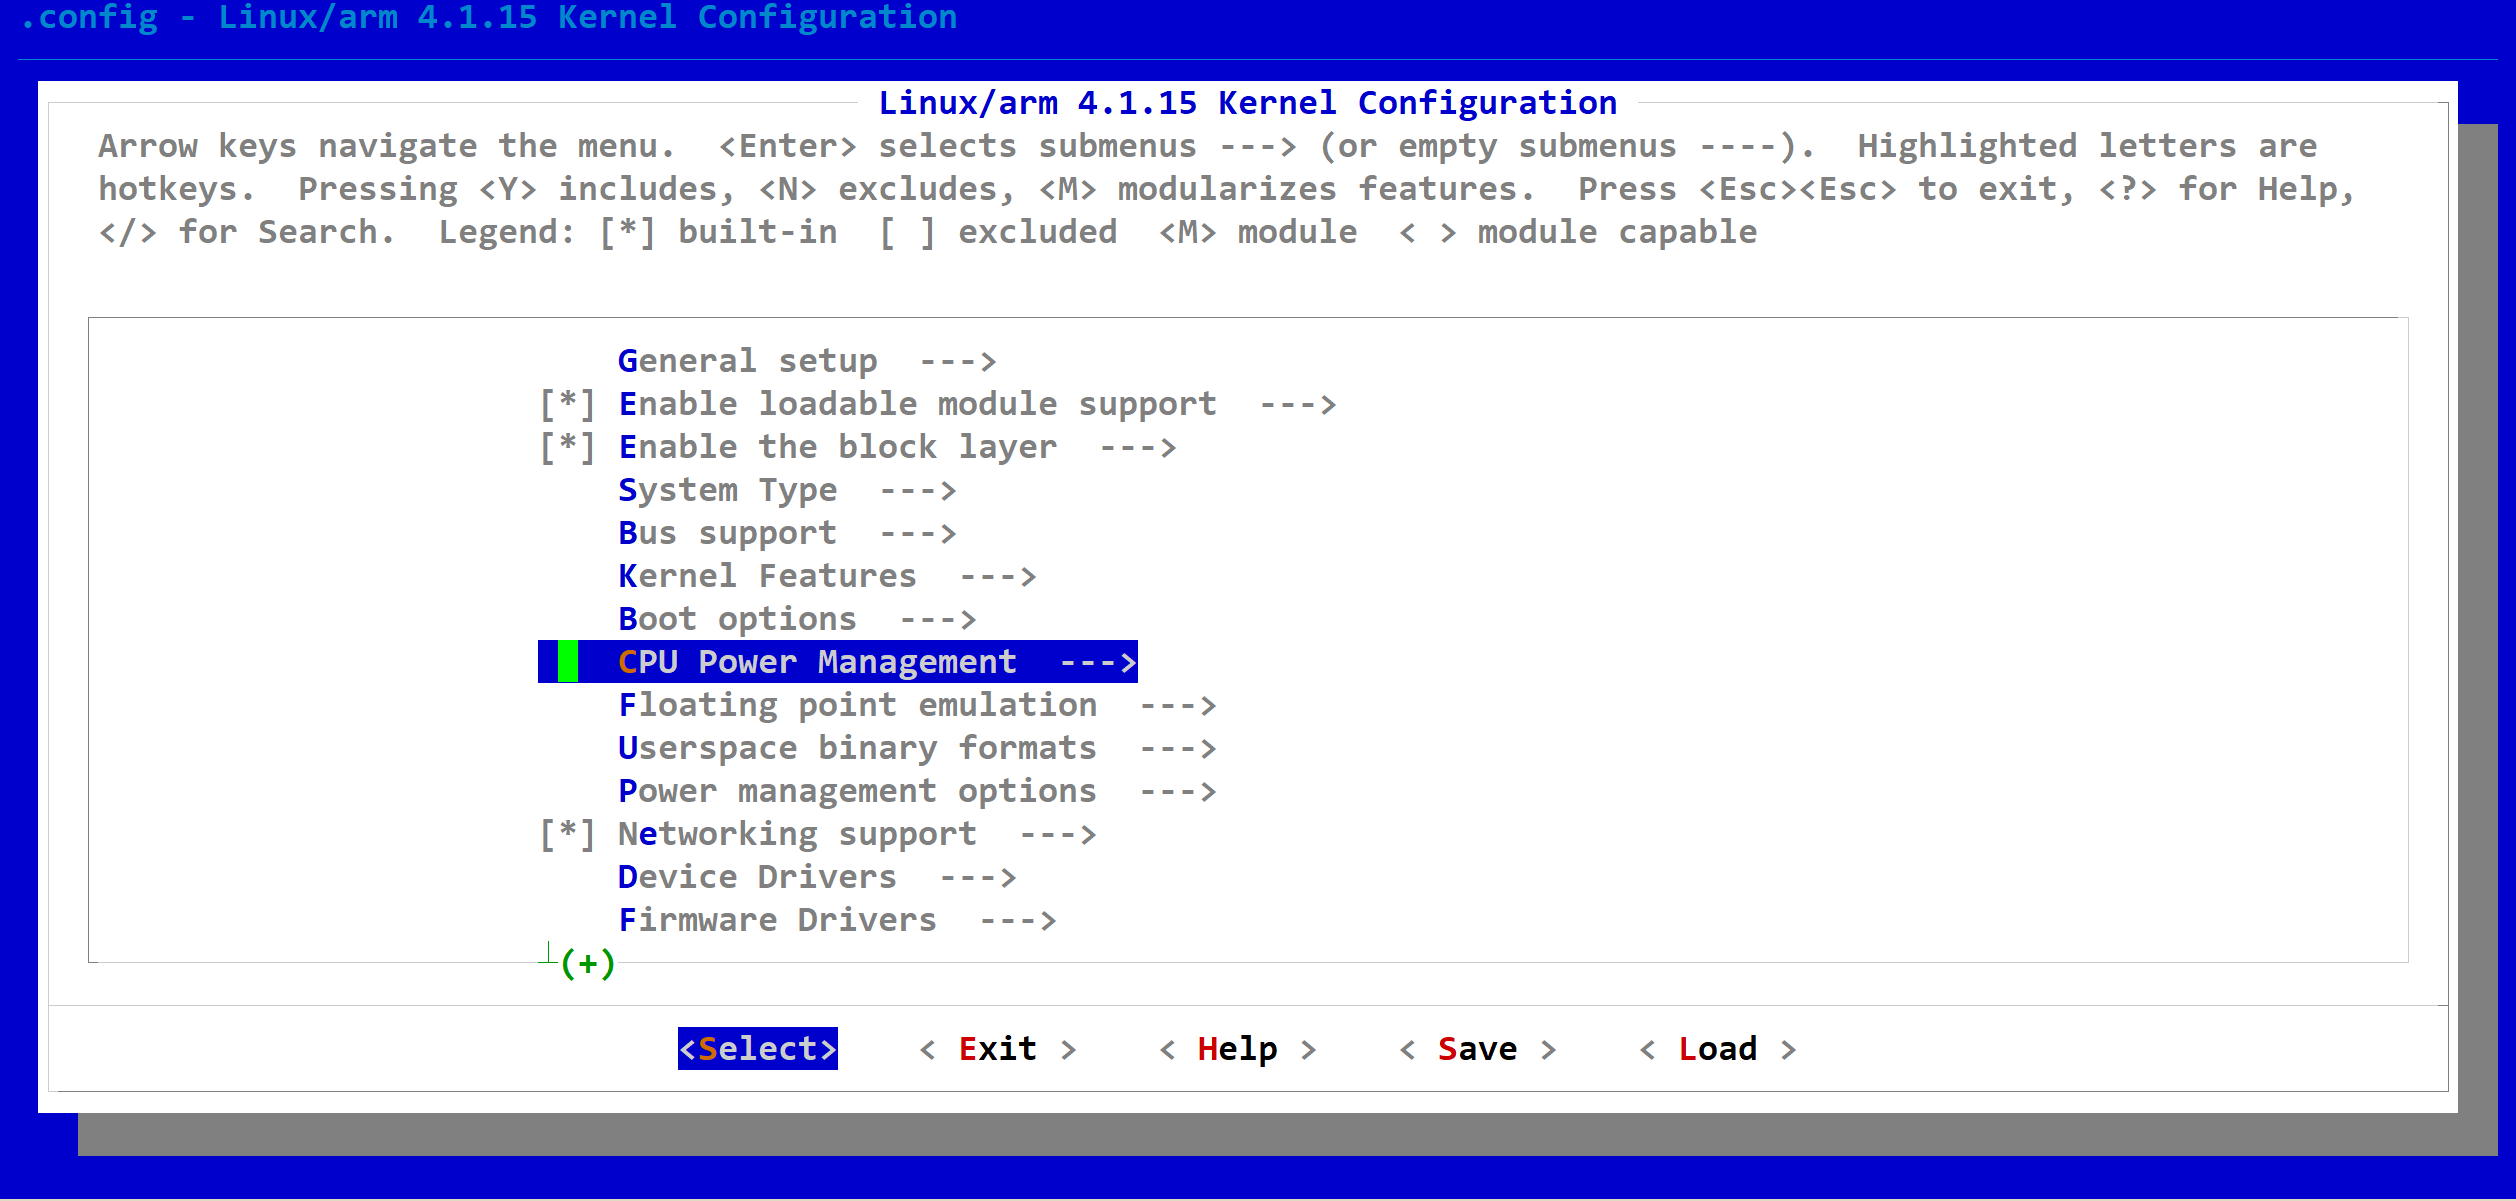 .config - Linux/arm 4.1.15 Kernel Configuration
Linux/arm 4.1.15 Kernel Configuration
Arrow keys navigate the menu.  <Enter> selects submenus ---> (or empty submenus ----).  Highlighted letters are
hotkeys.  Pressing <Y> includes, <N> excludes, <M> modularizes features.  Press <Esc><Esc> to exit, <?> for Help,
</> for Search.  Legend: [*] built-in  [ ] excluded  <M> module  < > module capable
General setup  --->
[*] Enable loadable module support  --->
[*] Enable the block layer  --->
System Type  --->
Bus support  --->
Kernel Features  --->
Boot options  --->
CPU Power Management  --->
Floating point emulation  --->
Userspace binary formats  --->
Power management options  --->
[*] Networking support  --->
Device Drivers  --->
Firmware Drivers  --->
(+)
<Select>    < Exit >    < Help >    < Save >    < Load >